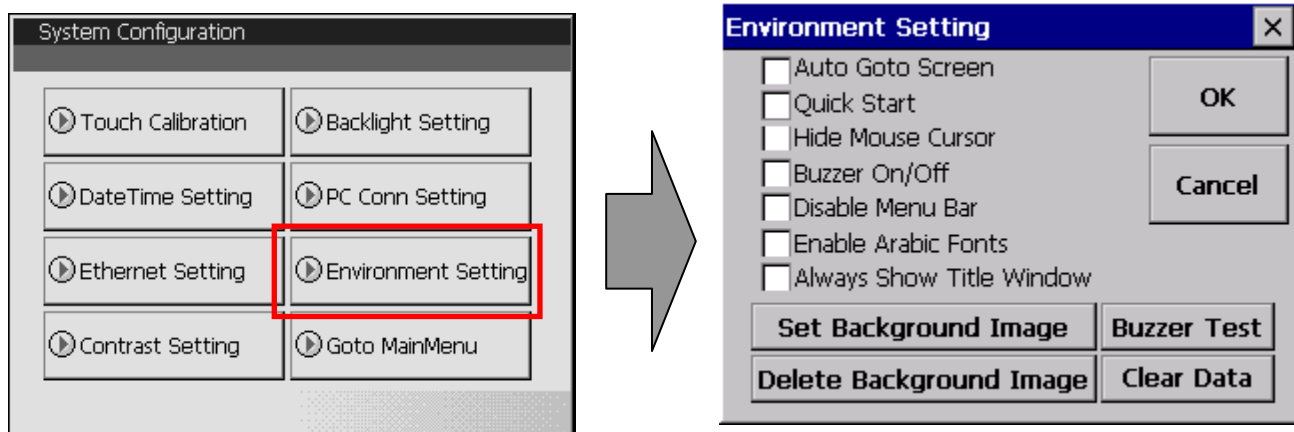 System Configuration
Touch Calibration
Backlight Setting
DateTime Setting
PC Conn Setting
Ethernet Setting
Environment Setting
Contrast Setting
Goto MainMenu
Environment Setting
Auto Goto Screen
Quick Start
Hide Mouse Cursor
Buzzer On/Off
Disable Menu Bar
Enable Arabic Fonts
Always Show Title Window
OK
Cancel
Set Background Image
Buzzer Test
Delete Background Image
Clear Data